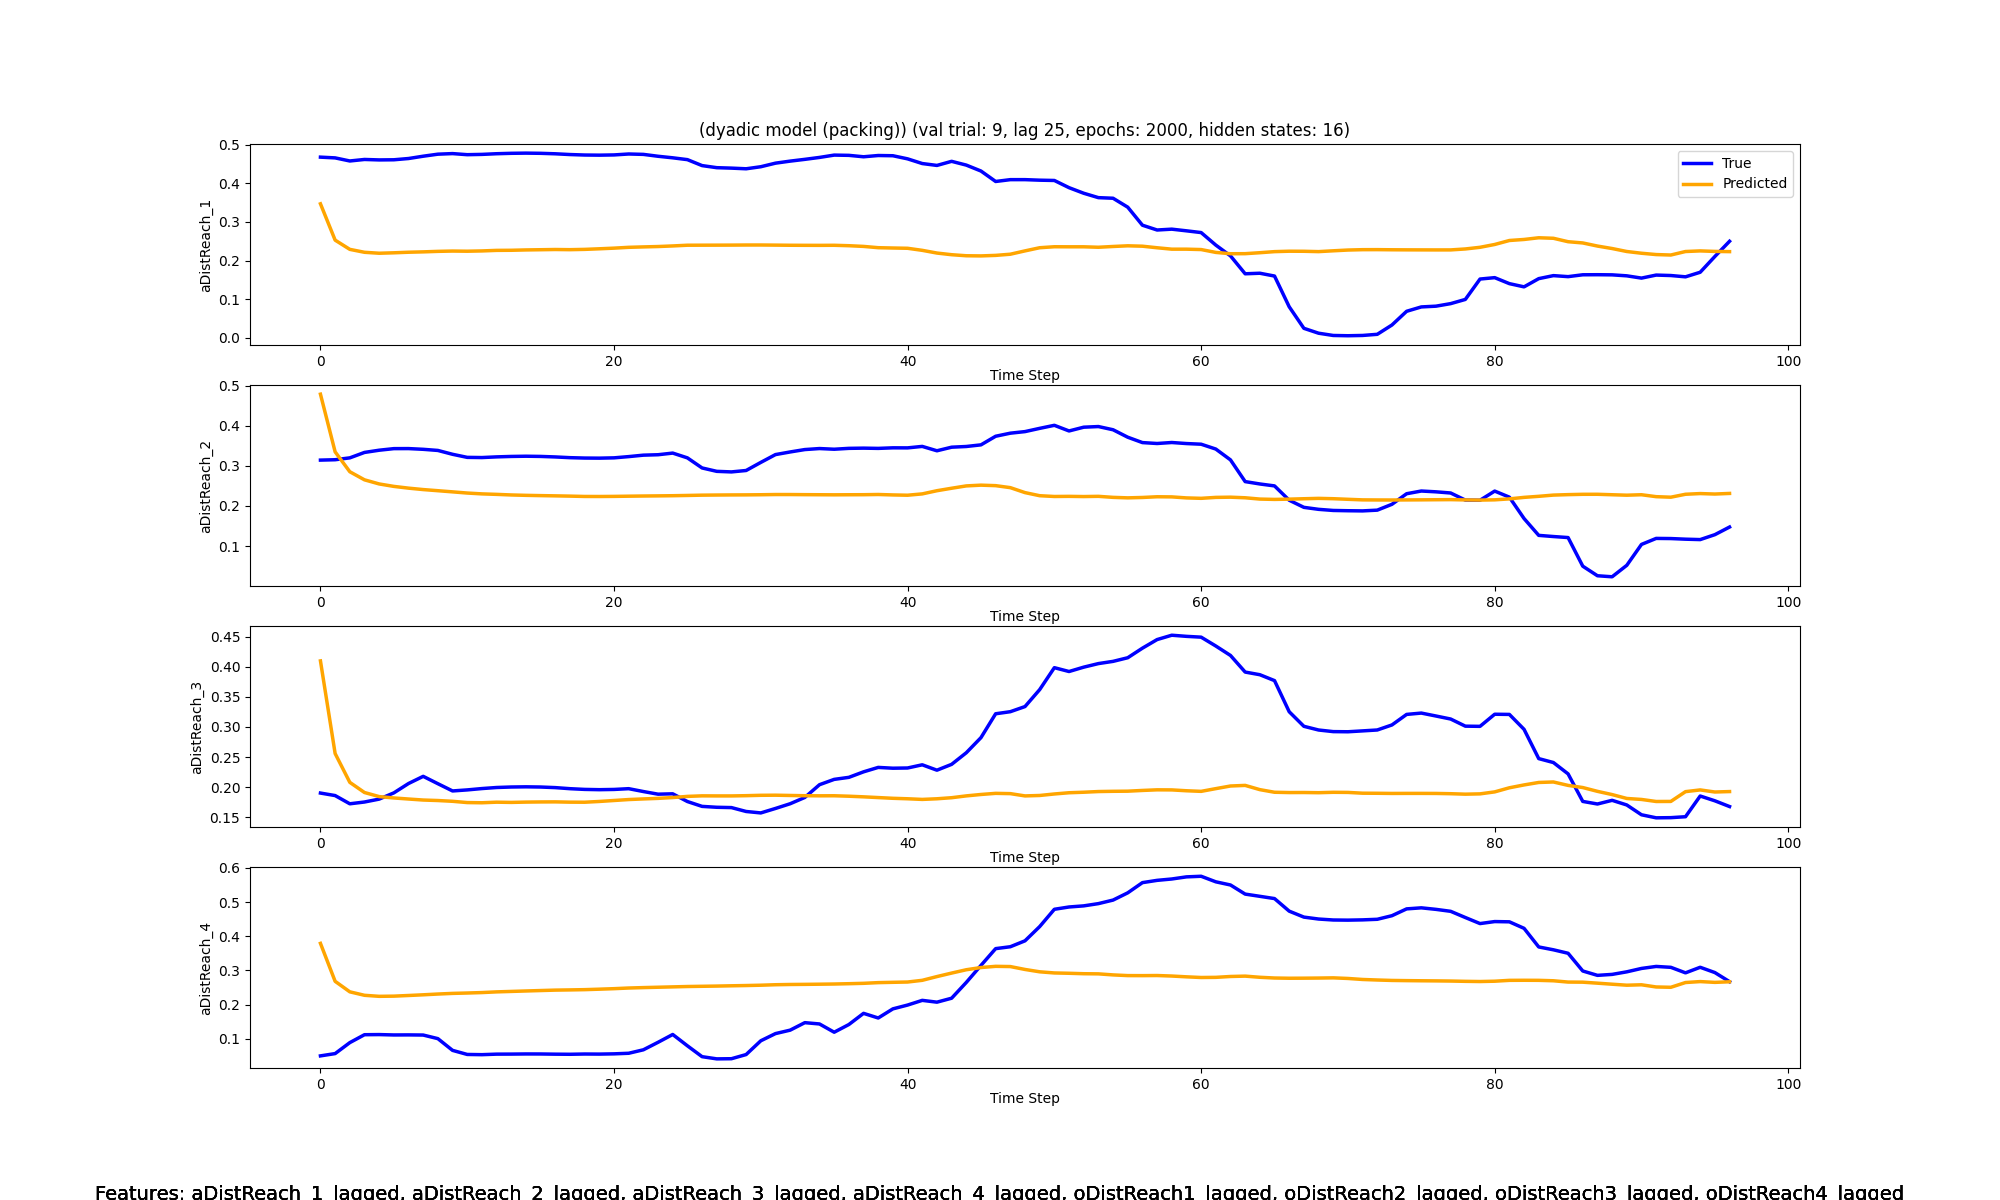 (dyadic model (packing)) (val trial: 9, lag 25, epochs: 2000, hidden states: 16)
True
Predicted
aDistReach_1
0.5
0.4
0.3
0.2
0.1
0.0
0 20 40 60 80 100
Time Step
aDistReach_2
0.5
0.4
0.3
0.2
0.1
0 20 40 60 80 100
Time Step
aDistReach_3
0.45
0.40
0.35
0.30
0.25
0.20
0.15
0 20 40 60 80 100
Time Step
aDistReach_4
0.6
0.5
0.4
0.3
0.2
0.1
0 20 40 60 80 100
Time Step
Features: aDistReach_1_lagged, aDistReach_2_lagged, aDistReach_3_lagged, aDistReach_4_lagged, oDistReach1_lagged, oDistReach2_lagged, oDistReach3_lagged, oDistReach4_lagged